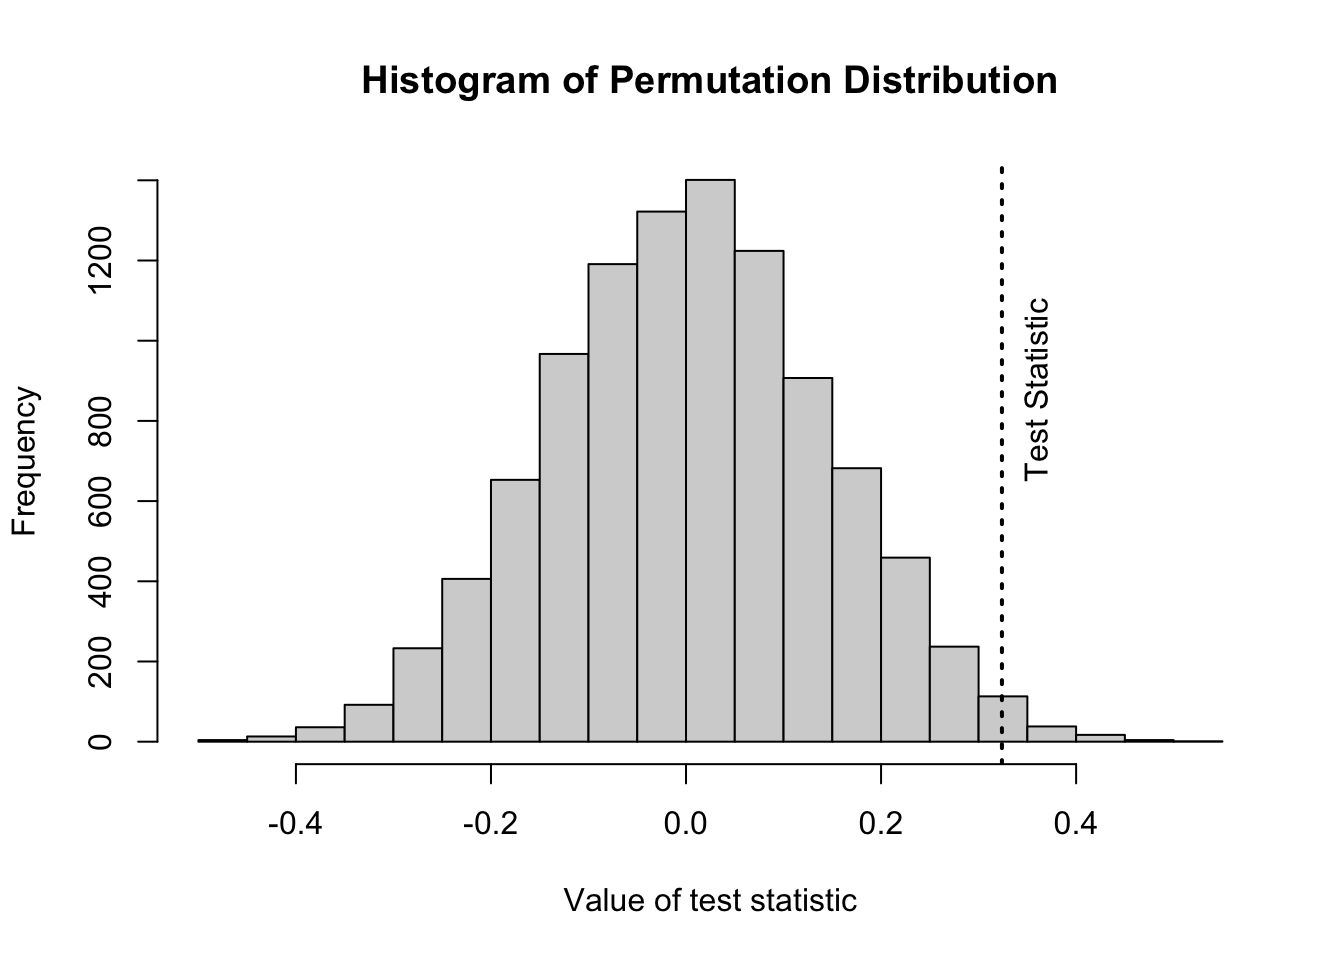 Histogram of Permutation Distribution
Frequency
1200
800
600
400
200
0
Test Statistic
-0.4
-0.2
0.0
0.2
0.4
Value of test statistic